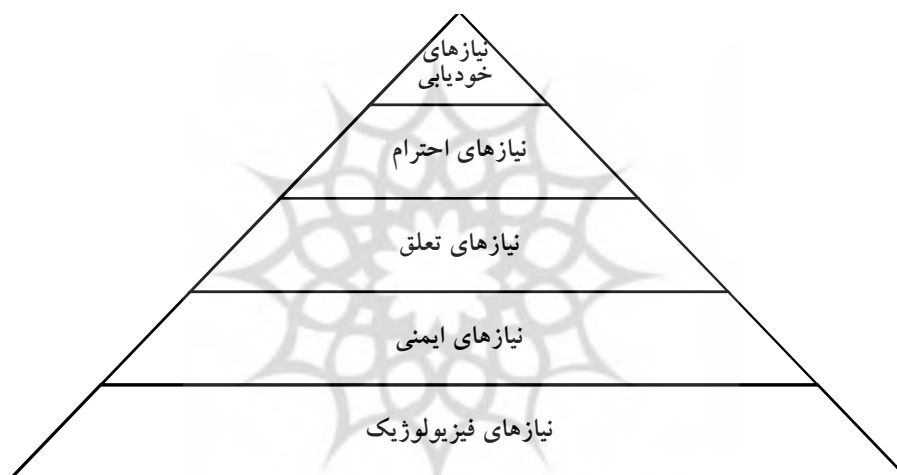 نیازهای
خودیابی
نیازهای احترام
نیازهای تعلق
نیازهای ایمنی
نیازهای فیزیولوژیک